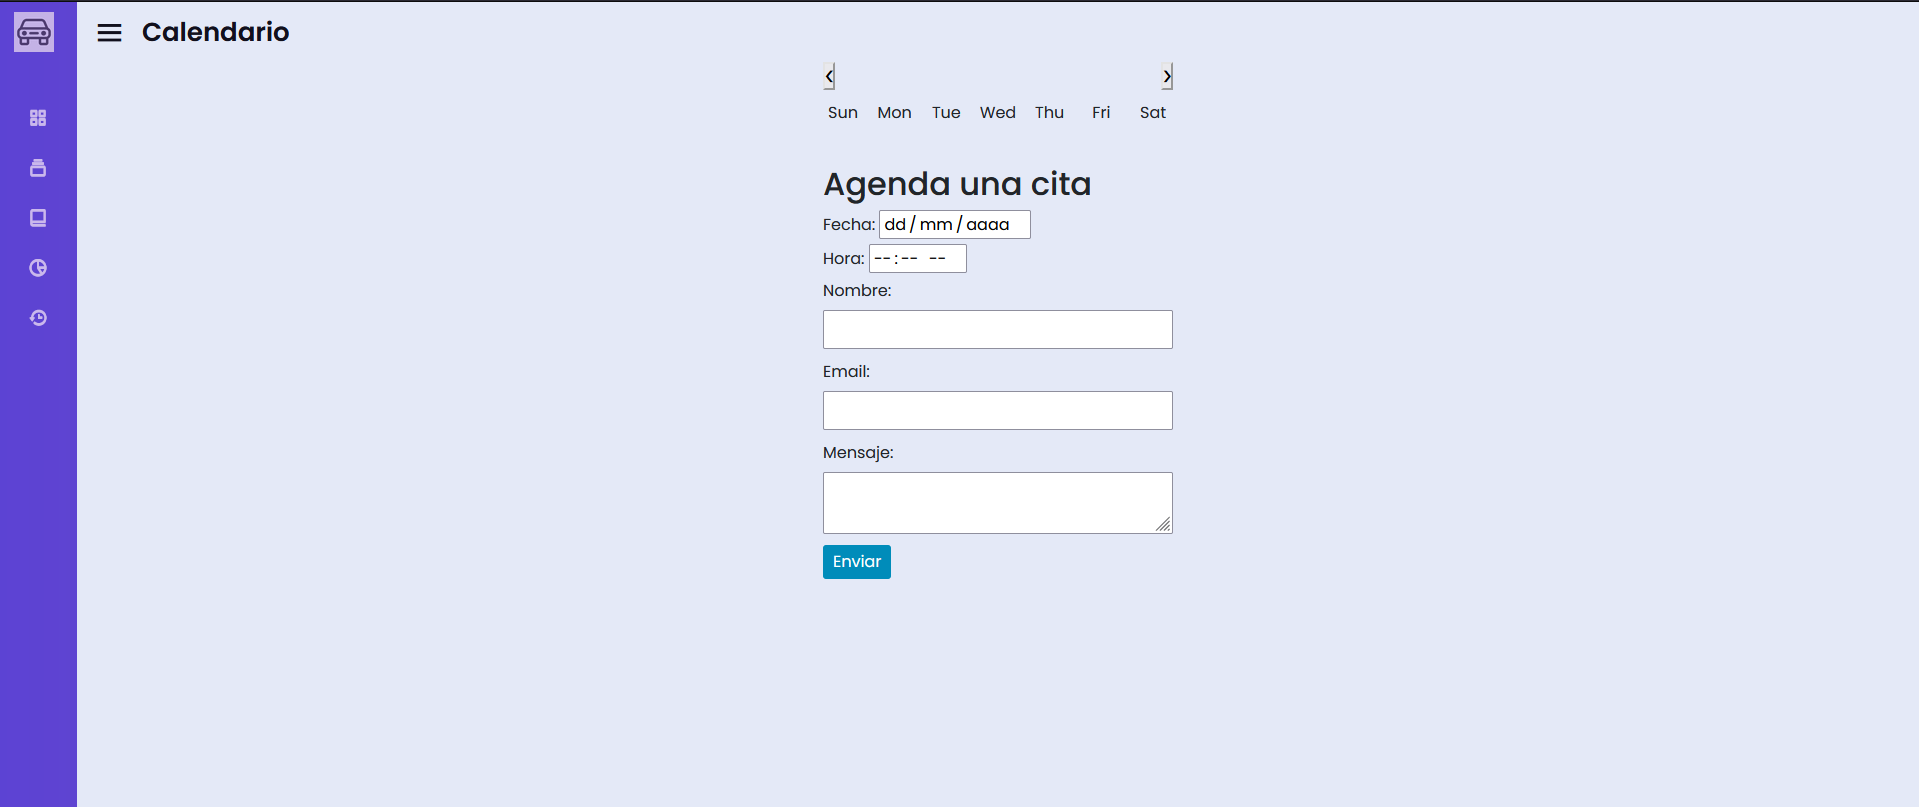 Calendario
‹ ›
Sun Mon Tue Wed Thu Fri Sat
Agenda una cita
Fecha: dd/mm/aaaa
Hora: --:-- --
Nombre:
Email:
Mensaje:
Enviar